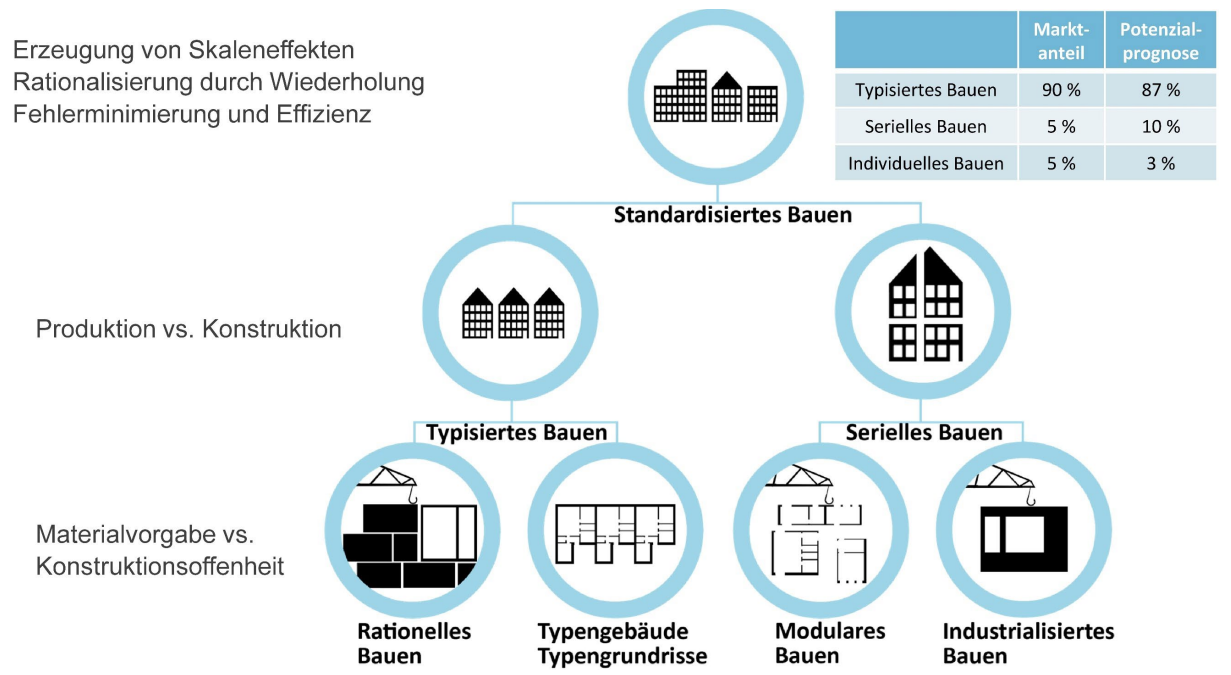 Erzeugung von Skaleneffekten
Rationalisierung durch Wiederholung
Fehlerminimierung und Effizienz
Markt-
anteil
Potenzial-
prognose
Typisiertes Bauen 90 % 87 %
Serielles Bauen 5 % 10 %
Individuelles Bauen 5 % 3 %
Standardisiertes Bauen
Produktion vs. Konstruktion
Typisiertes Bauen
Serielles Bauen
Materialvorgabe vs.
Konstruktionsoffenheit
Rationelles
Bauen
Typengebäude
Typengrundrisse
Modulares
Bauen
Industrialisiertes
Bauen